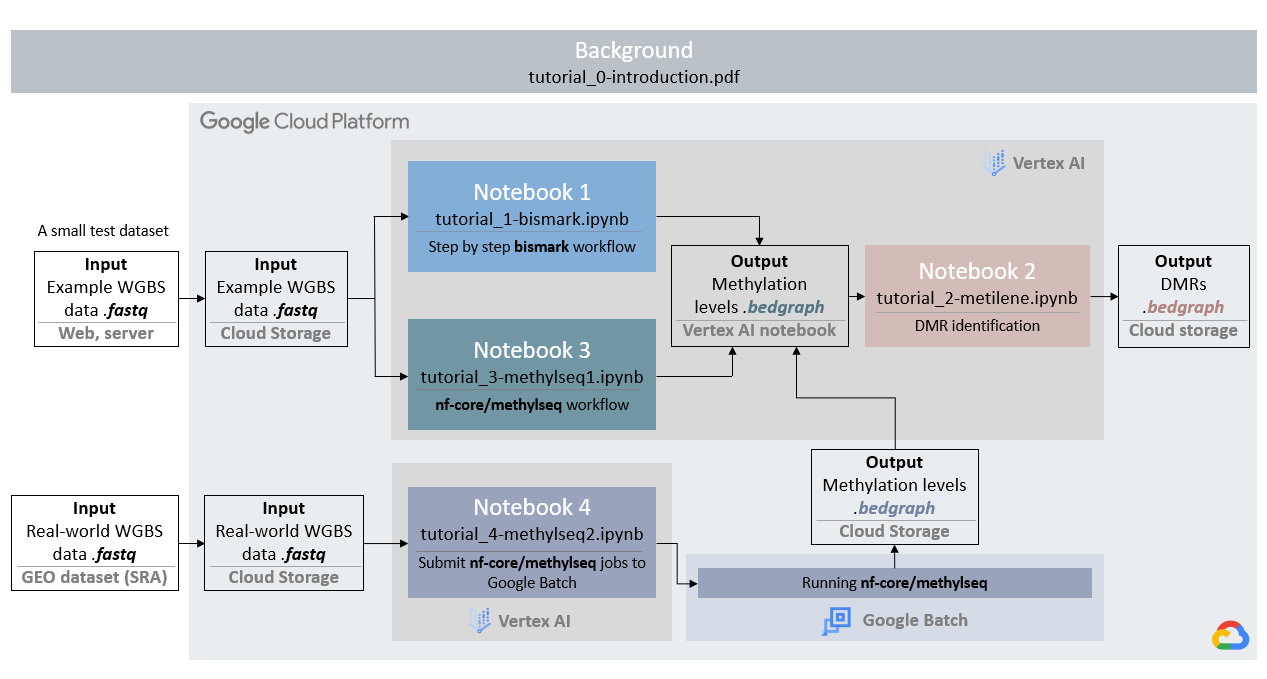 Background
tutorial_0-introduction.pdf
Google Cloud Platform
Vertex AI
Notebook 1
tutorial_1-bismark.ipynb
Step by step bismark workflow
A small test dataset
Input
Example WGBS
data .fastq
Web, server
Input
Example WGBS
data .fastq
Cloud Storage
Output
Methylation
levels .bedgraph
Vertex AI notebook
Notebook 2
tutorial_2-metilene.ipynb
DMR identification
Output
DMRs
.bedgraph
Cloud storage
Notebook 3
tutorial_3-methylseq1.ipynb
nf-core/methylseq workflow
Output
Methylation levels
.bedgraph
Cloud Storage
Input
Real-world WGBS
data .fastq
GEO dataset (SRA)
Input
Real-world WGBS
data .fastq
Cloud Storage
Notebook 4
tutorial_4-methylseq2.ipynb
Submit nf-core/methylseq jobs to
Google Batch
Vertex AI
Running nf-core/methylseq
Google Batch